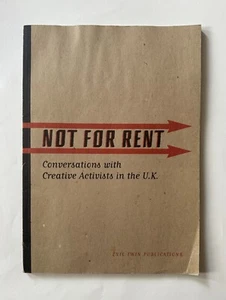 NOT FOR RENT
Conversations with
Creative Activists in the U.K.
EVIL TWIN PUBLICATIONS